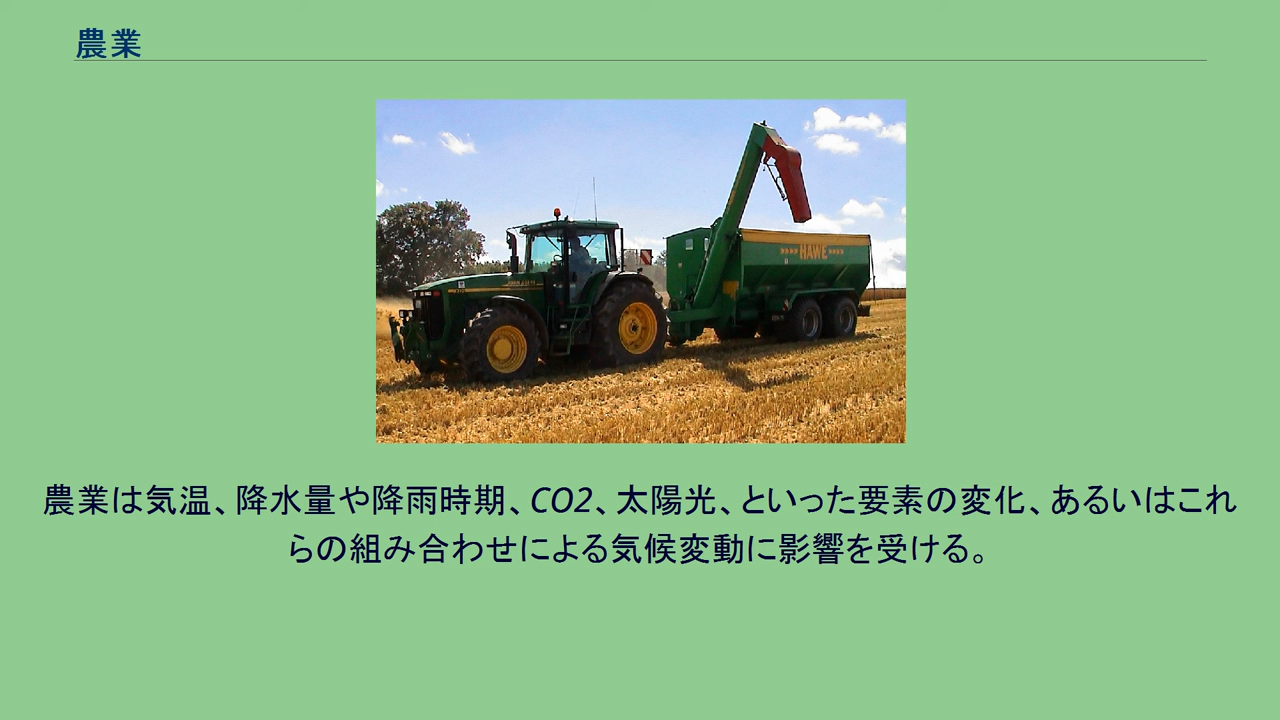 農業
HAWE
農業は気温、降水量や降雨時期、CO2、太陽光、といった要素の変化、あるいはこれ
らの組み合わせによる気候変動に影響を受ける。